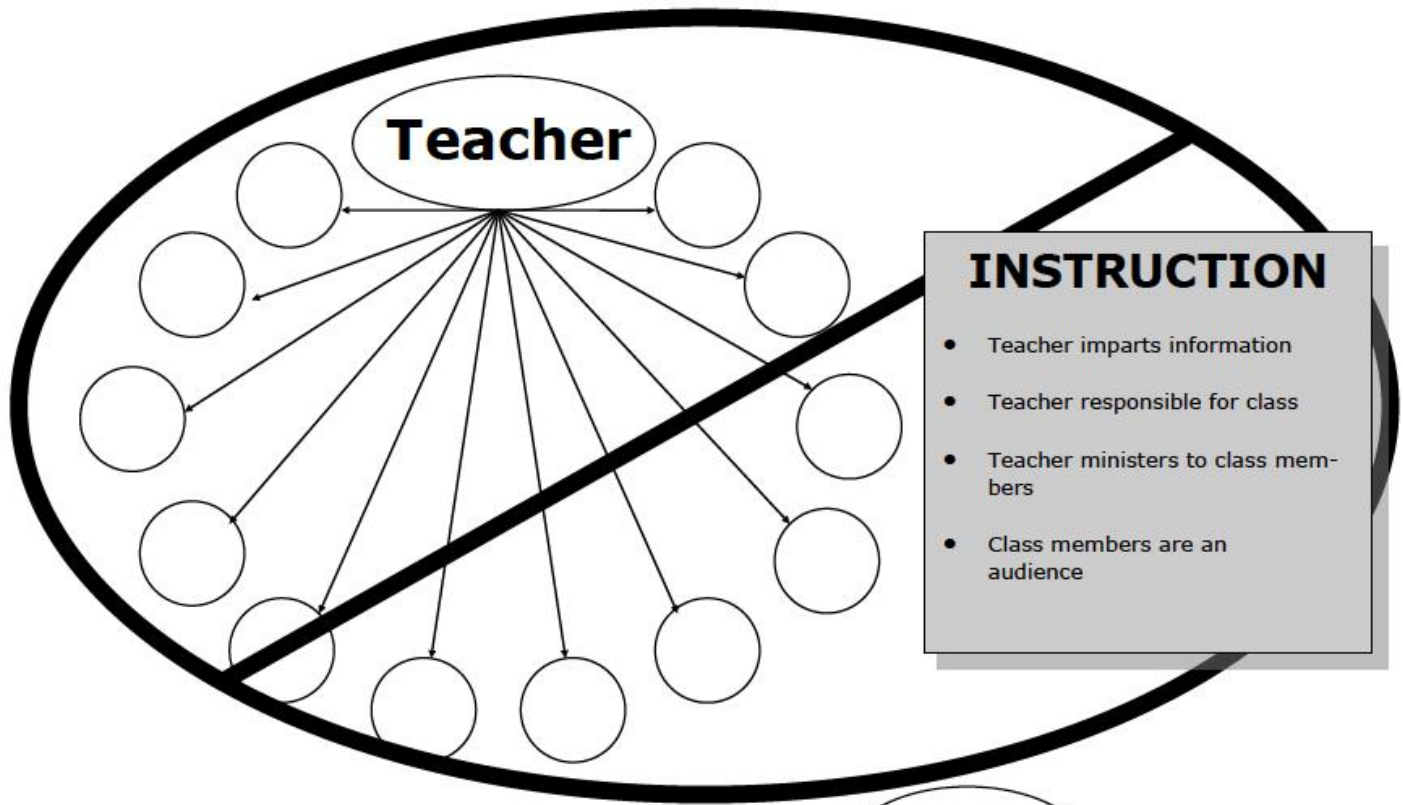 Teacher
INSTRUCTION
• Teacher imparts information
• Teacher responsible for class
• Teacher ministers to class mem-
bers
• Class members are an
audience